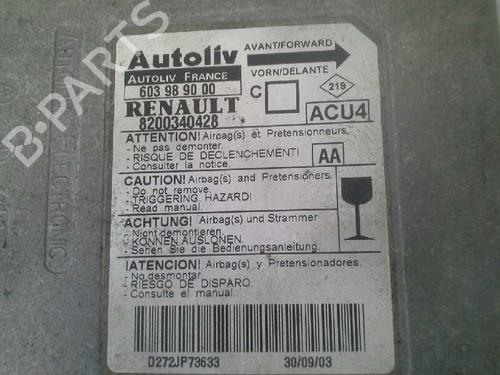 Autoliv
AVANT/FORWARD
AUTOLIV FRANCE
VORN/DELANTE
603 98 90 00
C
219
RENAULT
8200340428
ACU4
ATTENTION! Airbag(s) et Pretensionneurs.
- Ne pas demonter.
- RISQUE DE DECLENCHEMENT!
- Consulter la notice.
AA
CAUTION! Airbag(s) and Pretensioners.
- Do not remove.
- TRIGGERING HAZARD!
- Read manual.
ACHTUNG! Airbag(s) und Strammer
- Nicht demontieren.
- KÖNNEN AUSLÖNEN.
- Sehen Sie die Bedienungsanleitung.
¡ATENCION! Airbag(s) y Pretensionadores.
- No desmontar
- RIESGO DE DISPARO.
- Consulte el manual.
D272JP73633
30/09/03
B-PARTS